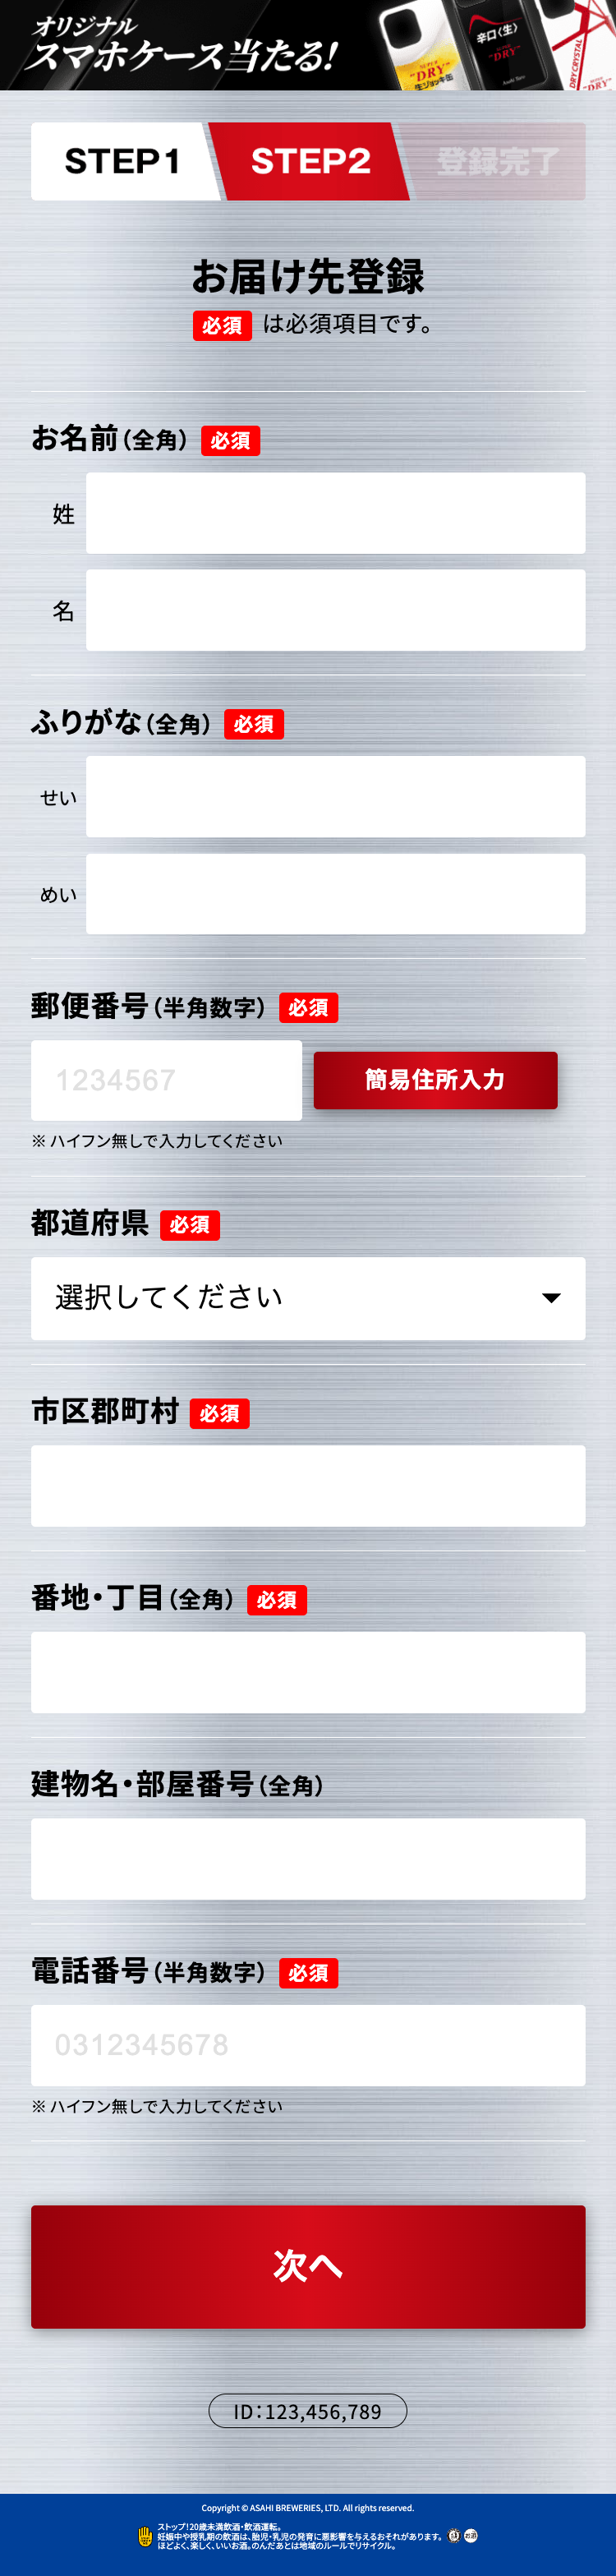 オリジナル
スマホケース当たる!
SUPER
"DRY"
生ジョッキ缶
辛口〈生〉
SUPER
"DRY"
Asahi Beer
DRY CRYSTAL
"DRY"
STEP1 STEP2 登録完了
お届け先登録
必須 は必須項目です。
お名前(全角) 必須
姓
名
ふりがな(全角) 必須
せい
めい
郵便番号(半角数字) 必須
1234567 簡易住所入力
※ ハイフン無しで入力してください
都道府県 必須
選択してください
市区郡町村 必須
番地・丁目(全角) 必須
建物名・部屋番号(全角)
電話番号(半角数字) 必須
0312345678
※ ハイフン無しで入力してください
次へ
ID:123,456,789
Copyright © ASAHI BREWERIES, LTD. All rights reserved.
ストップ!20歳未満飲酒・飲酒運転。
妊娠中や授乳期の飲酒は、胎児・乳児の発育に悪影響を与えるおそれがあります。
ほどよく、楽しく、いいお酒。のんだあとは地域のルールでリサイクル。
お酒